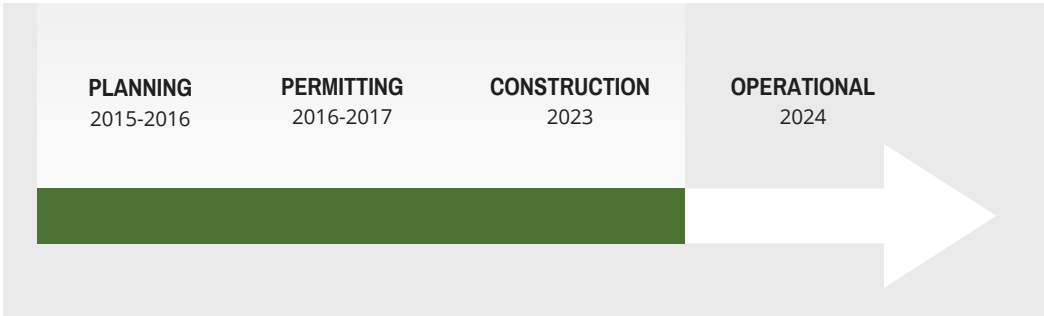 PLANNING
2015-2016
PERMITTING
2016-2017
CONSTRUCTION
2023
OPERATIONAL
2024